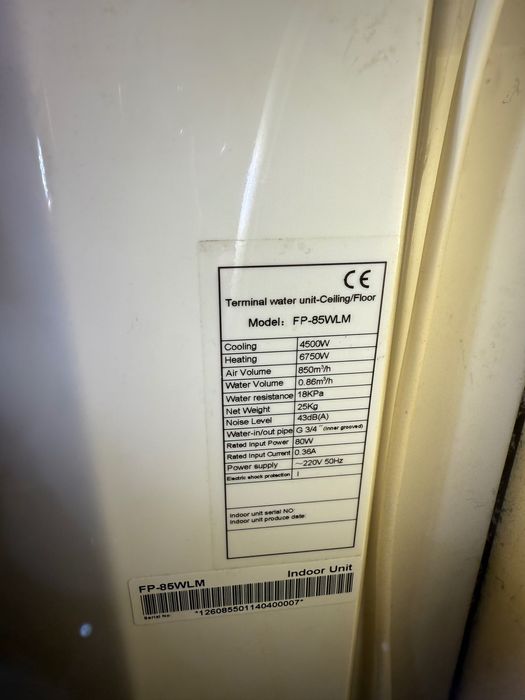 CE
Terminal water unit-Ceiling/Floor
Model: FP-85WLM
Cooling 4500W
Heating 6750W
Air Volume 850m³/h
Water Volume 0.86m³/h
Water resistance 18KPa
Net Weight 25Kg
Noise Level 43dB(A)
Water-in/out pipe G 3/4 ¨ (inner grooved)
Rated Input Power 80W
Rated Input Current 0.36A
Power supply ～220V 50Hz
Electric shock protection I
Indoor unit serial NO:
Indoor unit produce date:
FP-85WLM Indoor Unit
Serial No: *126085501140400007*